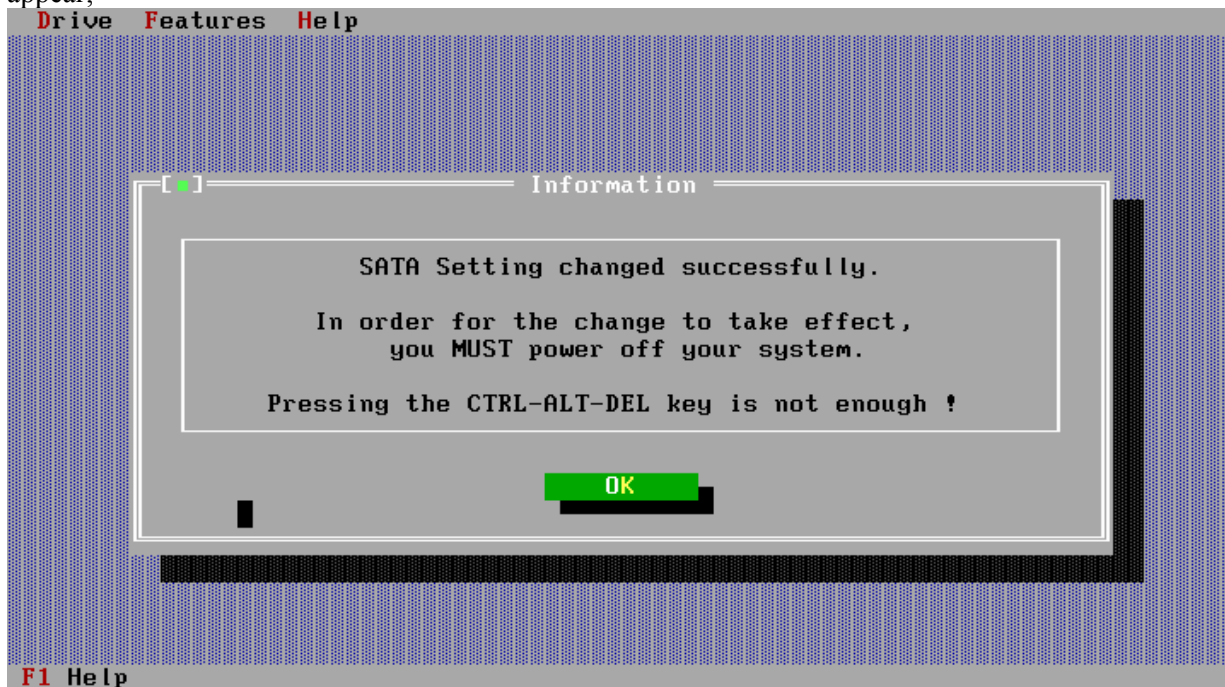 appear;
Drive Features Help
[■] Information
SATA Setting changed successfully.
In order for the change to take effect,
you MUST power off your system.
Pressing the CTRL-ALT-DEL key is not enough !
OK
F1 Help